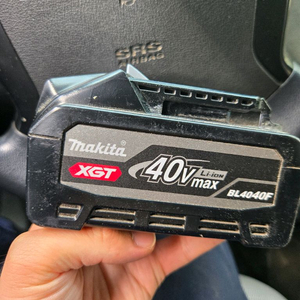 SRS
AIRBAG
makita
XGT
40V max
Li-ion
BL4040F